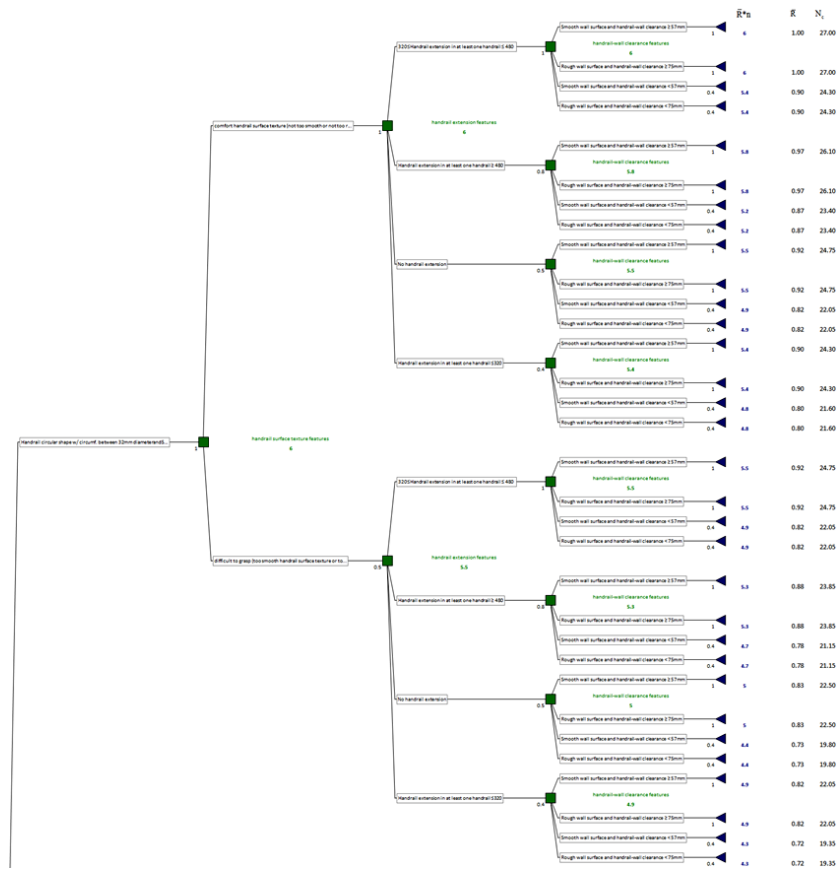 R̄*n R̄ Nc
Smooth wall surface and handrail-wall clearance ≥57mm 1 6 1.00 27.00
320≤Handrail extension in at least one handrail ≤ 480 1 handrail-wall clearance features
6
Rough wall surface and handrail-wall clearance ≥75mm 1 6 1.00 27.00
Smooth wall surface and handrail-wall clearance <57mm 0.4 5.4 0.90 24.30
Rough wall surface and handrail-wall clearance <75mm 0.4 5.4 0.90 24.30
comfort handrail surface texture (not too smooth or not too r... 1 handrail extension features
6
Smooth wall surface and handrail-wall clearance ≥57mm 1 5.8 0.97 26.10
Handrail extension in at least one handrail ≥ 480 0.8 handrail-wall clearance features
5.8
Rough wall surface and handrail-wall clearance ≥75mm 1 5.8 0.97 26.10
Smooth wall surface and handrail-wall clearance <57mm 0.4 5.2 0.87 23.40
Rough wall surface and handrail-wall clearance <75mm 0.4 5.2 0.87 23.40
Smooth wall surface and handrail-wall clearance ≥57mm 1 5.5 0.92 24.75
No handrail extension 0.5 handrail-wall clearance features
5.5
Rough wall surface and handrail-wall clearance ≥75mm 1 5.5 0.92 24.75
Smooth wall surface and handrail-wall clearance <57mm 0.4 4.9 0.82 22.05
Rough wall surface and handrail-wall clearance <75mm 0.4 4.9 0.82 22.05
Smooth wall surface and handrail-wall clearance ≥57mm 1 5.4 0.90 24.30
Handrail extension in at least one handrail ≤320 0.4 handrail-wall clearance features
5.4
Rough wall surface and handrail-wall clearance ≥75mm 1 5.4 0.90 24.30
Smooth wall surface and handrail-wall clearance <57mm 0.4 4.8 0.80 21.60
Rough wall surface and handrail-wall clearance <75mm 0.4 4.8 0.80 21.60
Handrail circular shape w/ circumf. between 32mm diameter 1 handrail surface texture features
6
Smooth wall surface and handrail-wall clearance ≥57mm 1 5.5 0.92 24.75
320≤Handrail extension in at least one handrail ≤ 480 1 handrail-wall clearance features
5.5
Rough wall surface and handrail-wall clearance ≥75mm 1 5.5 0.92 24.75
Smooth wall surface and handrail-wall clearance <57mm 0.4 4.9 0.82 22.05
Rough wall surface and handrail-wall clearance <75mm 0.4 4.9 0.82 22.05
difficult to grasp (too smooth handrail surface texture or to... 0.5 handrail extension features
5.5
Smooth wall surface and handrail-wall clearance ≥57mm 1 5.3 0.88 23.85
Handrail extension in at least one handrail ≥ 480 0.8 handrail-wall clearance features
5.3
Rough wall surface and handrail-wall clearance ≥75mm 1 5.3 0.88 23.85
Smooth wall surface and handrail-wall clearance <57mm 0.4 4.7 0.78 21.15
Rough wall surface and handrail-wall clearance <75mm 0.4 4.7 0.78 21.15
Smooth wall surface and handrail-wall clearance ≥57mm 1 5 0.83 22.50
No handrail extension 0.5 handrail-wall clearance features
5
Rough wall surface and handrail-wall clearance ≥75mm 1 5 0.83 22.50
Smooth wall surface and handrail-wall clearance <57mm 0.4 4.4 0.73 19.80
Rough wall surface and handrail-wall clearance <75mm 0.4 4.4 0.73 19.80
Smooth wall surface and handrail-wall clearance ≥57mm 1 4.9 0.82 22.05
Handrail extension in at least one handrail ≤320 0.4 handrail-wall clearance features
4.9
Rough wall surface and handrail-wall clearance ≥75mm 1 4.9 0.82 22.05
Smooth wall surface and handrail-wall clearance <57mm 0.4 4.3 0.72 19.35
Rough wall surface and handrail-wall clearance <75mm 0.4 4.3 0.72 19.35